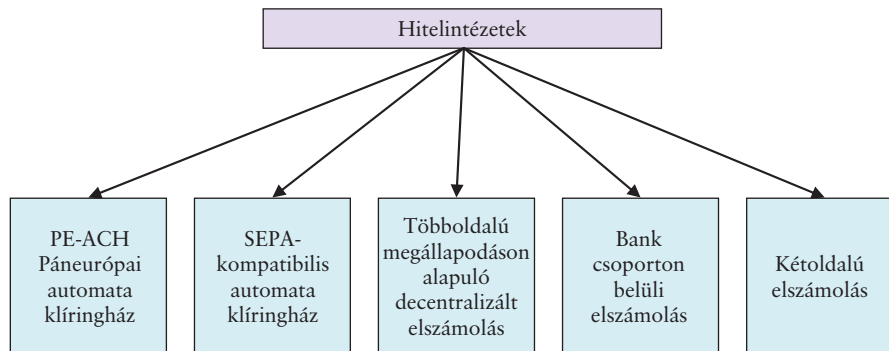 Hitelintézetek
PE-ACH
Páneurópai
automata
klíringház
SEPA-
kompatibilis
automata
klíringház
Többoldalú
megállapodáson
alapuló
decentralizált
elszámolás
Bank
csoporton
belüli
elszámolás
Kétoldalú
elszámolás